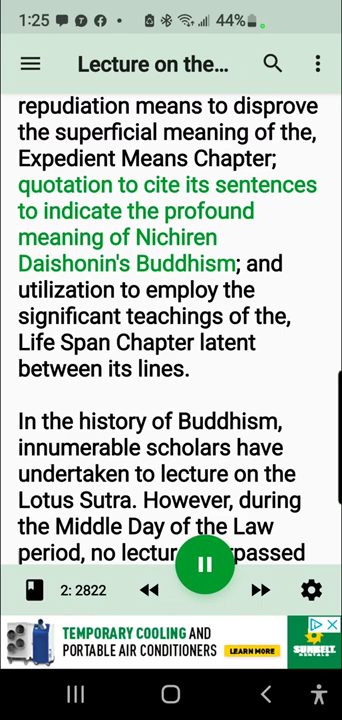 1:25 44%
Lecture on the...
repudiation means to disprove
the superficial meaning of the,
Expedient Means Chapter;
quotation to cite its sentences
to indicate the profound
meaning of Nichiren
Daishonin's Buddhism; and
utilization to employ the
significant teachings of the,
Life Span Chapter latent
between its lines.
In the history of Buddhism,
innumerable scholars have
undertaken to lecture on the
Lotus Sutra. However, during
the Middle Day of the Law
period, no
2: 2822
TEMPORARY COOLING AND
PORTABLE AIR CONDITIONERS
LEARN MORE
SUNBELT
RENTALS